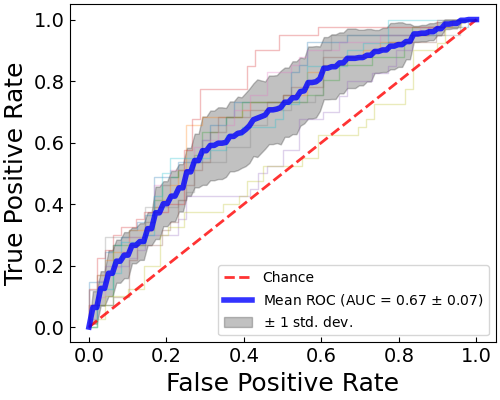 1.0
0.8
0.6
0.4
0.2
0.0
True Positive Rate
Chance
Mean ROC (AUC = 0.67 ± 0.07)
± 1 std. dev.
0.0 0.2 0.4 0.6 0.8 1.0
False Positive Rate